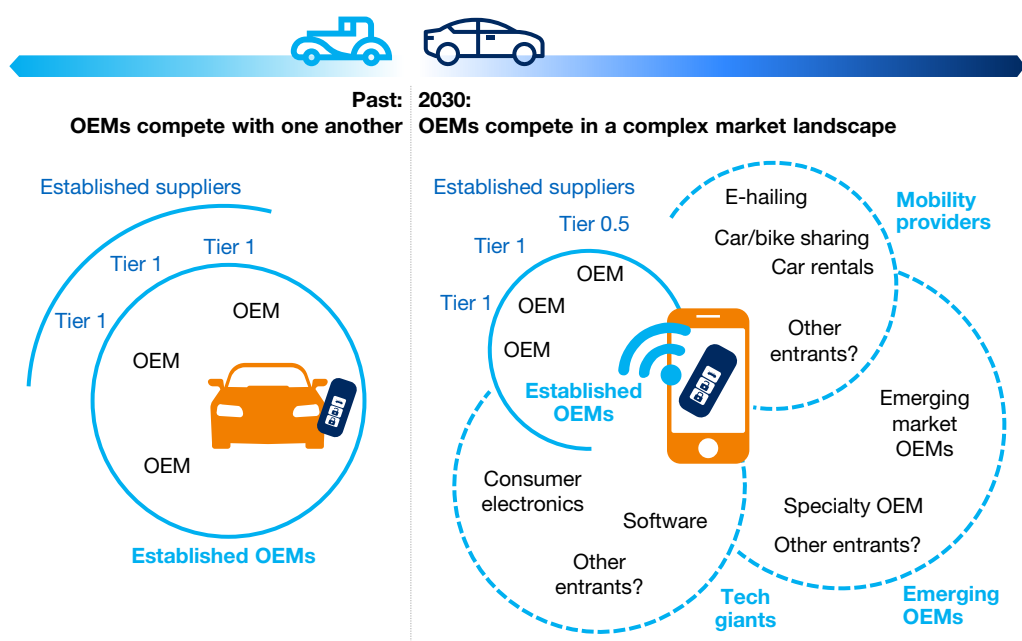 Past:
OEMs compete with one another
Established suppliers
Tier 1
Tier 1
Tier 1
OEM
OEM
OEM
Established OEMs
2030:
OEMs compete in a complex market landscape
Established suppliers
Tier 0.5
Tier 1
Tier 1
OEM
OEM
OEM
Established
OEMs
E-hailing
Car/bike sharing
Car rentals
Other
entrants?
Mobility
providers
Emerging
market
OEMs
Specialty OEM
Other entrants?
Emerging
OEMs
Consumer
electronics
Software
Other
entrants?
Tech
giants